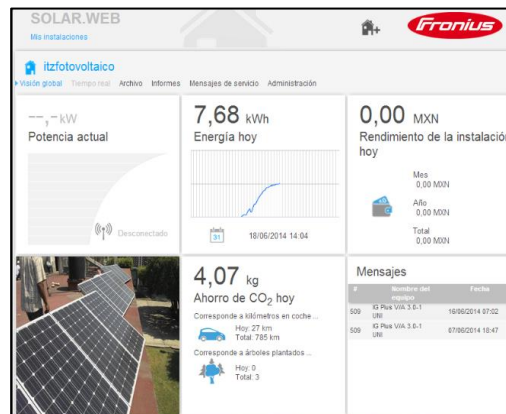 SOLAR.WEB
Mis instalaciones
Fronius
itzfotovoltaico
Visión global Tiempo real Archivo Informes Mensajes de servicio Administración
--,- kW
Potencia actual
Desconectado
7,68 kWh
Energía hoy
31
18/06/2014 14:04
0,00 MXN
Rendimiento de la instalación
hoy
Mes
0,00 MXN
Año
0,00 MXN
Total
0,00 MXN
4,07 kg
Ahorro de CO2 hoy
Corresponde a kilómetros en coche ...
Hoy: 27 km
Total: 785 km
Corresponde a árboles plantados ...
Hoy: 0
Total: 3
Mensajes
# Nombre del equipo Fecha
509 IG Plus V/A 3.0-1 UNI 16/06/2014 07:02
509 IG Plus V/A 3.0-1 UNI 07/06/2014 18:47